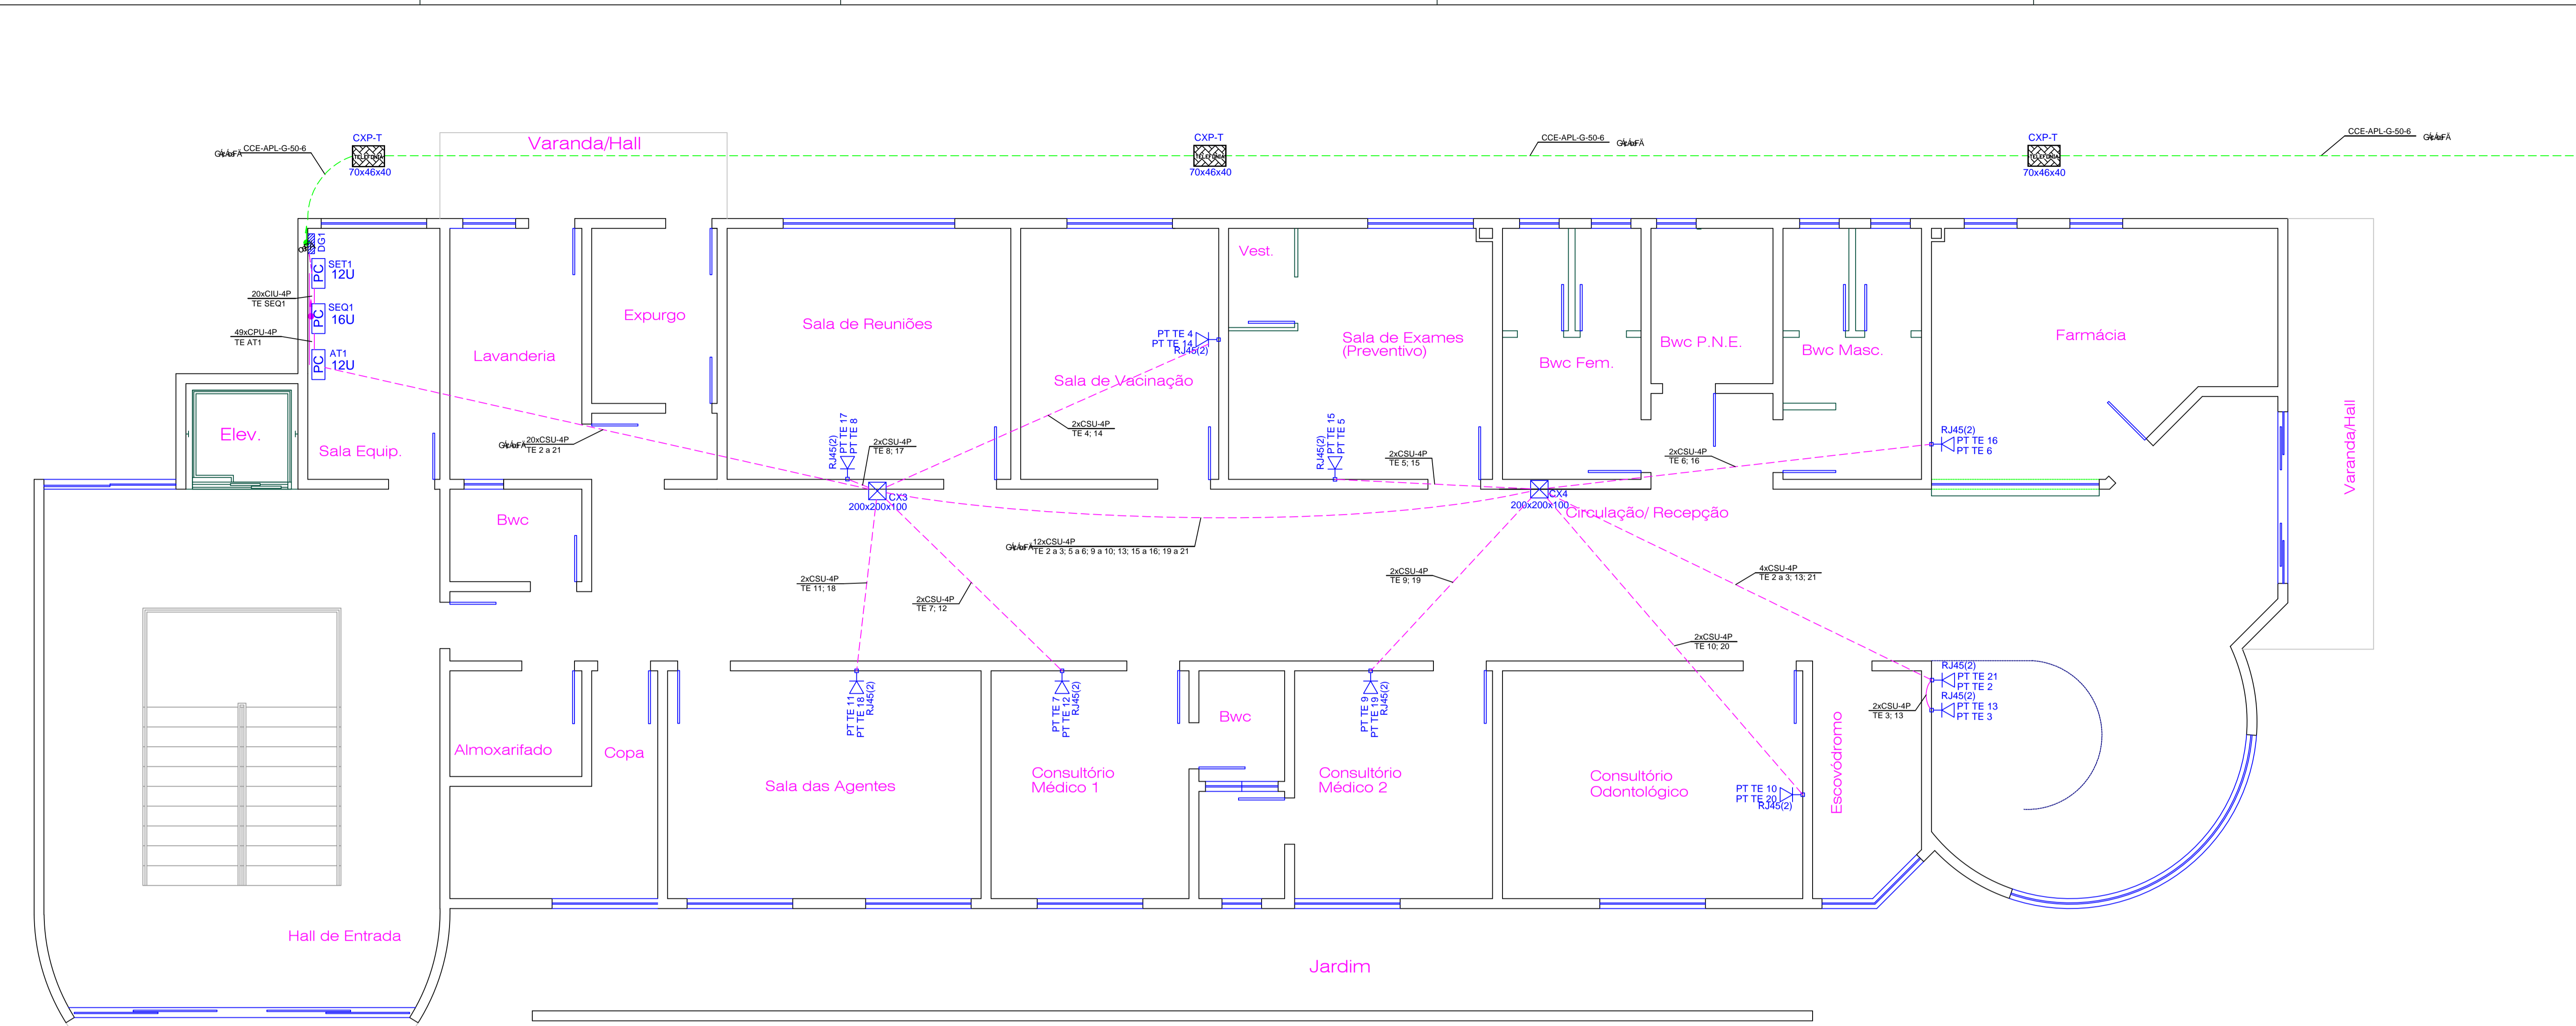 CXP-T
CXP-T
CXP-T
CCE-APL-G-50-6
CCE-APL-G-50-6
CCE-APL-G-50-6
TELEFONIA
TELEFONIA
TELEFONIA
70x46x40
70x46x40
70x46x40
Varanda/Hall
DG1
PC
SET1
12U
20xCIU-4P
TE SEQ1
PC
SEQ1
16U
49xCPU-4P
TE AT1
PC
AT1
12U
Elev.
Sala Equip.
Lavanderia
Expurgo
20xCSU-4P
TE 2 a 21
Sala de Reuniões
RJ45(2)
PT TE 17
PT TE 8
2xCSU-4P
TE 8; 17
CX3
200x200x100
Sala de Vacinação
2xCSU-4P
TE 4; 14
PT TE 4
PT TE 14
RJ45(2)
Vest.
Sala de Exames
(Preventivo)
RJ45(2)
PT TE 15
PT TE 5
2xCSU-4P
TE 5; 15
Bwc Fem.
Bwc P.N.E.
Bwc Masc.
2xCSU-4P
TE 6; 16
Farmácia
RJ45(2)
PT TE 16
PT TE 6
Varanda/Hall
CX4
200x200x100
Circulação/ Recepção
Bwc
12xCSU-4P
TE 2 a 3; 5 a 6; 9 a 10; 13; 15 a 16; 19 a 21
2xCSU-4P
TE 11; 18
2xCSU-4P
TE 7; 12
2xCSU-4P
TE 9; 19
4xCSU-4P
TE 2 a 3; 13; 21
2xCSU-4P
TE 10; 20
RJ45(2)
PT TE 21
PT TE 2
RJ45(2)
PT TE 13
PT TE 3
2xCSU-4P
TE 3; 13
PT TE 11
PT TE 18
RJ45(2)
PT TE 7
PT TE 12
RJ45(2)
PT TE 9
PT TE 19
RJ45(2)
Almoxarifado
Copa
Sala das Agentes
Consultório
Médico 1
Bwc
Consultório
Médico 2
Consultório
Odontológico
PT TE 10
PT TE 20
RJ45(2)
Escovódromo
Hall de Entrada
Jardim